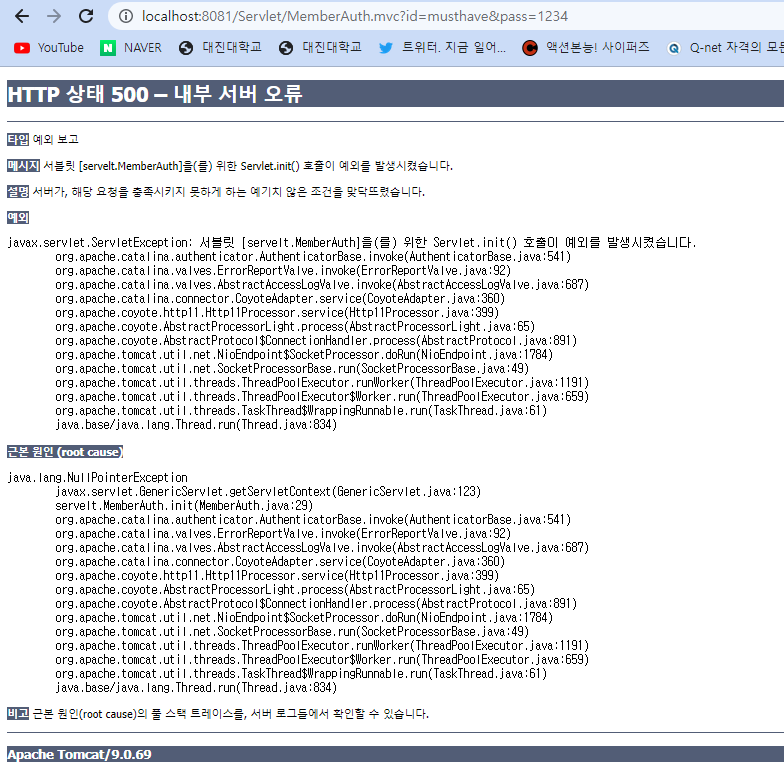 localhost:8081/Servlet/MemberAuth.mvc?id=musthave&pass=1234
YouTube NAVER 대진대학교 대진대학교 트위터. 지금 일어... 액션본능! 사이퍼즈 Q-net 자격의 모든
HTTP 상태 500 – 내부 서버 오류
타입 예외 보고
메시지 서블릿 [servelt.MemberAuth]을(를) 위한 Servlet.init() 호출이 예외를 발생시켰습니다.
설명 서버가, 해당 요청을 충족시키지 못하게 하는 예기치 않은 조건을 맞닥뜨렸습니다.
예외
javax.servlet.ServletException: 서블릿 [servelt.MemberAuth]을(를) 위한 Servlet.init() 호출이 예외를 발생시켰습니다.
org.apache.catalina.authenticator.AuthenticatorBase.invoke(AuthenticatorBase.java:541)
org.apache.catalina.valves.ErrorReportValve.invoke(ErrorReportValve.java:92)
org.apache.catalina.valves.AbstractAccessLogValve.invoke(AbstractAccessLogValve.java:687)
org.apache.catalina.connector.CoyoteAdapter.service(CoyoteAdapter.java:360)
org.apache.coyote.http11.Http11Processor.service(Http11Processor.java:399)
org.apache.coyote.AbstractProcessorLight.process(AbstractProcessorLight.java:65)
org.apache.coyote.AbstractProtocol$ConnectionHandler.process(AbstractProtocol.java:891)
org.apache.tomcat.util.net.NioEndpoint$SocketProcessor.doRun(NioEndpoint.java:1784)
org.apache.tomcat.util.net.SocketProcessorBase.run(SocketProcessorBase.java:49)
org.apache.tomcat.util.threads.ThreadPoolExecutor.runWorker(ThreadPoolExecutor.java:1191)
org.apache.tomcat.util.threads.ThreadPoolExecutor$Worker.run(ThreadPoolExecutor.java:659)
org.apache.tomcat.util.threads.TaskThread$WrappingRunnable.run(TaskThread.java:61)
java.base/java.lang.Thread.run(Thread.java:834)
근본 원인 (root cause)
java.lang.NullPointerException
javax.servlet.GenericServlet.getServletContext(GenericServlet.java:123)
servelt.MemberAuth.init(MemberAuth.java:29)
org.apache.catalina.authenticator.AuthenticatorBase.invoke(AuthenticatorBase.java:541)
org.apache.catalina.valves.ErrorReportValve.invoke(ErrorReportValve.java:92)
org.apache.catalina.valves.AbstractAccessLogValve.invoke(AbstractAccessLogValve.java:687)
org.apache.catalina.connector.CoyoteAdapter.service(CoyoteAdapter.java:360)
org.apache.coyote.http11.Http11Processor.service(Http11Processor.java:399)
org.apache.coyote.AbstractProcessorLight.process(AbstractProcessorLight.java:65)
org.apache.coyote.AbstractProtocol$ConnectionHandler.process(AbstractProtocol.java:891)
org.apache.tomcat.util.net.NioEndpoint$SocketProcessor.doRun(NioEndpoint.java:1784)
org.apache.tomcat.util.net.SocketProcessorBase.run(SocketProcessorBase.java:49)
org.apache.tomcat.util.threads.ThreadPoolExecutor.runWorker(ThreadPoolExecutor.java:1191)
org.apache.tomcat.util.threads.ThreadPoolExecutor$Worker.run(ThreadPoolExecutor.java:659)
org.apache.tomcat.util.threads.TaskThread$WrappingRunnable.run(TaskThread.java:61)
java.base/java.lang.Thread.run(Thread.java:834)
비고 근본 원인(root cause)의 풀 스택 트레이스를, 서버 로그들에서 확인할 수 있습니다.
Apache Tomcat/9.0.69